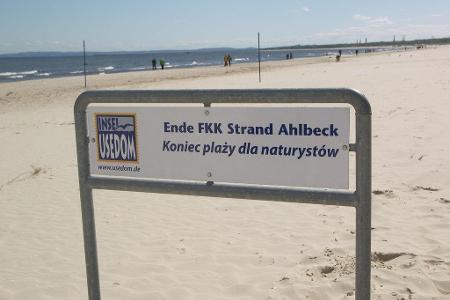 INSEL
USEDOM
www.usedom.de
Ende FKK Strand Ahlbeck
Koniec plaży dla naturystów